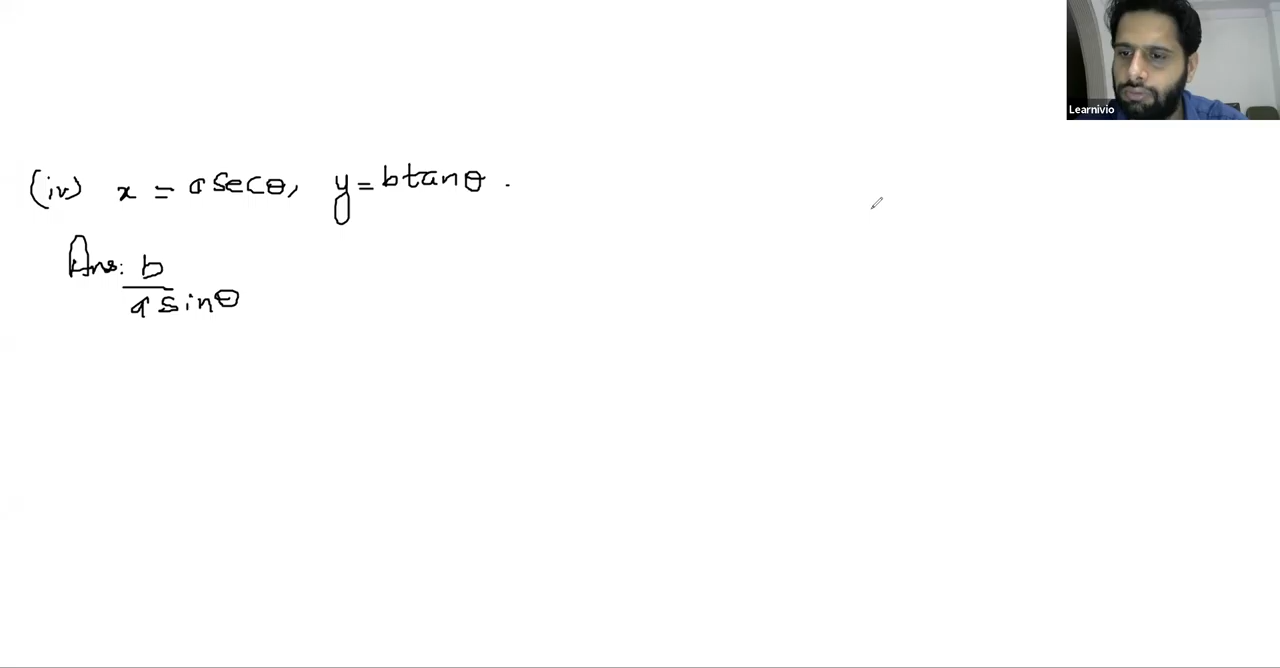 Learnivio
(iv) x = a secθ, y = b tanθ .
Ans: b
a sinθ